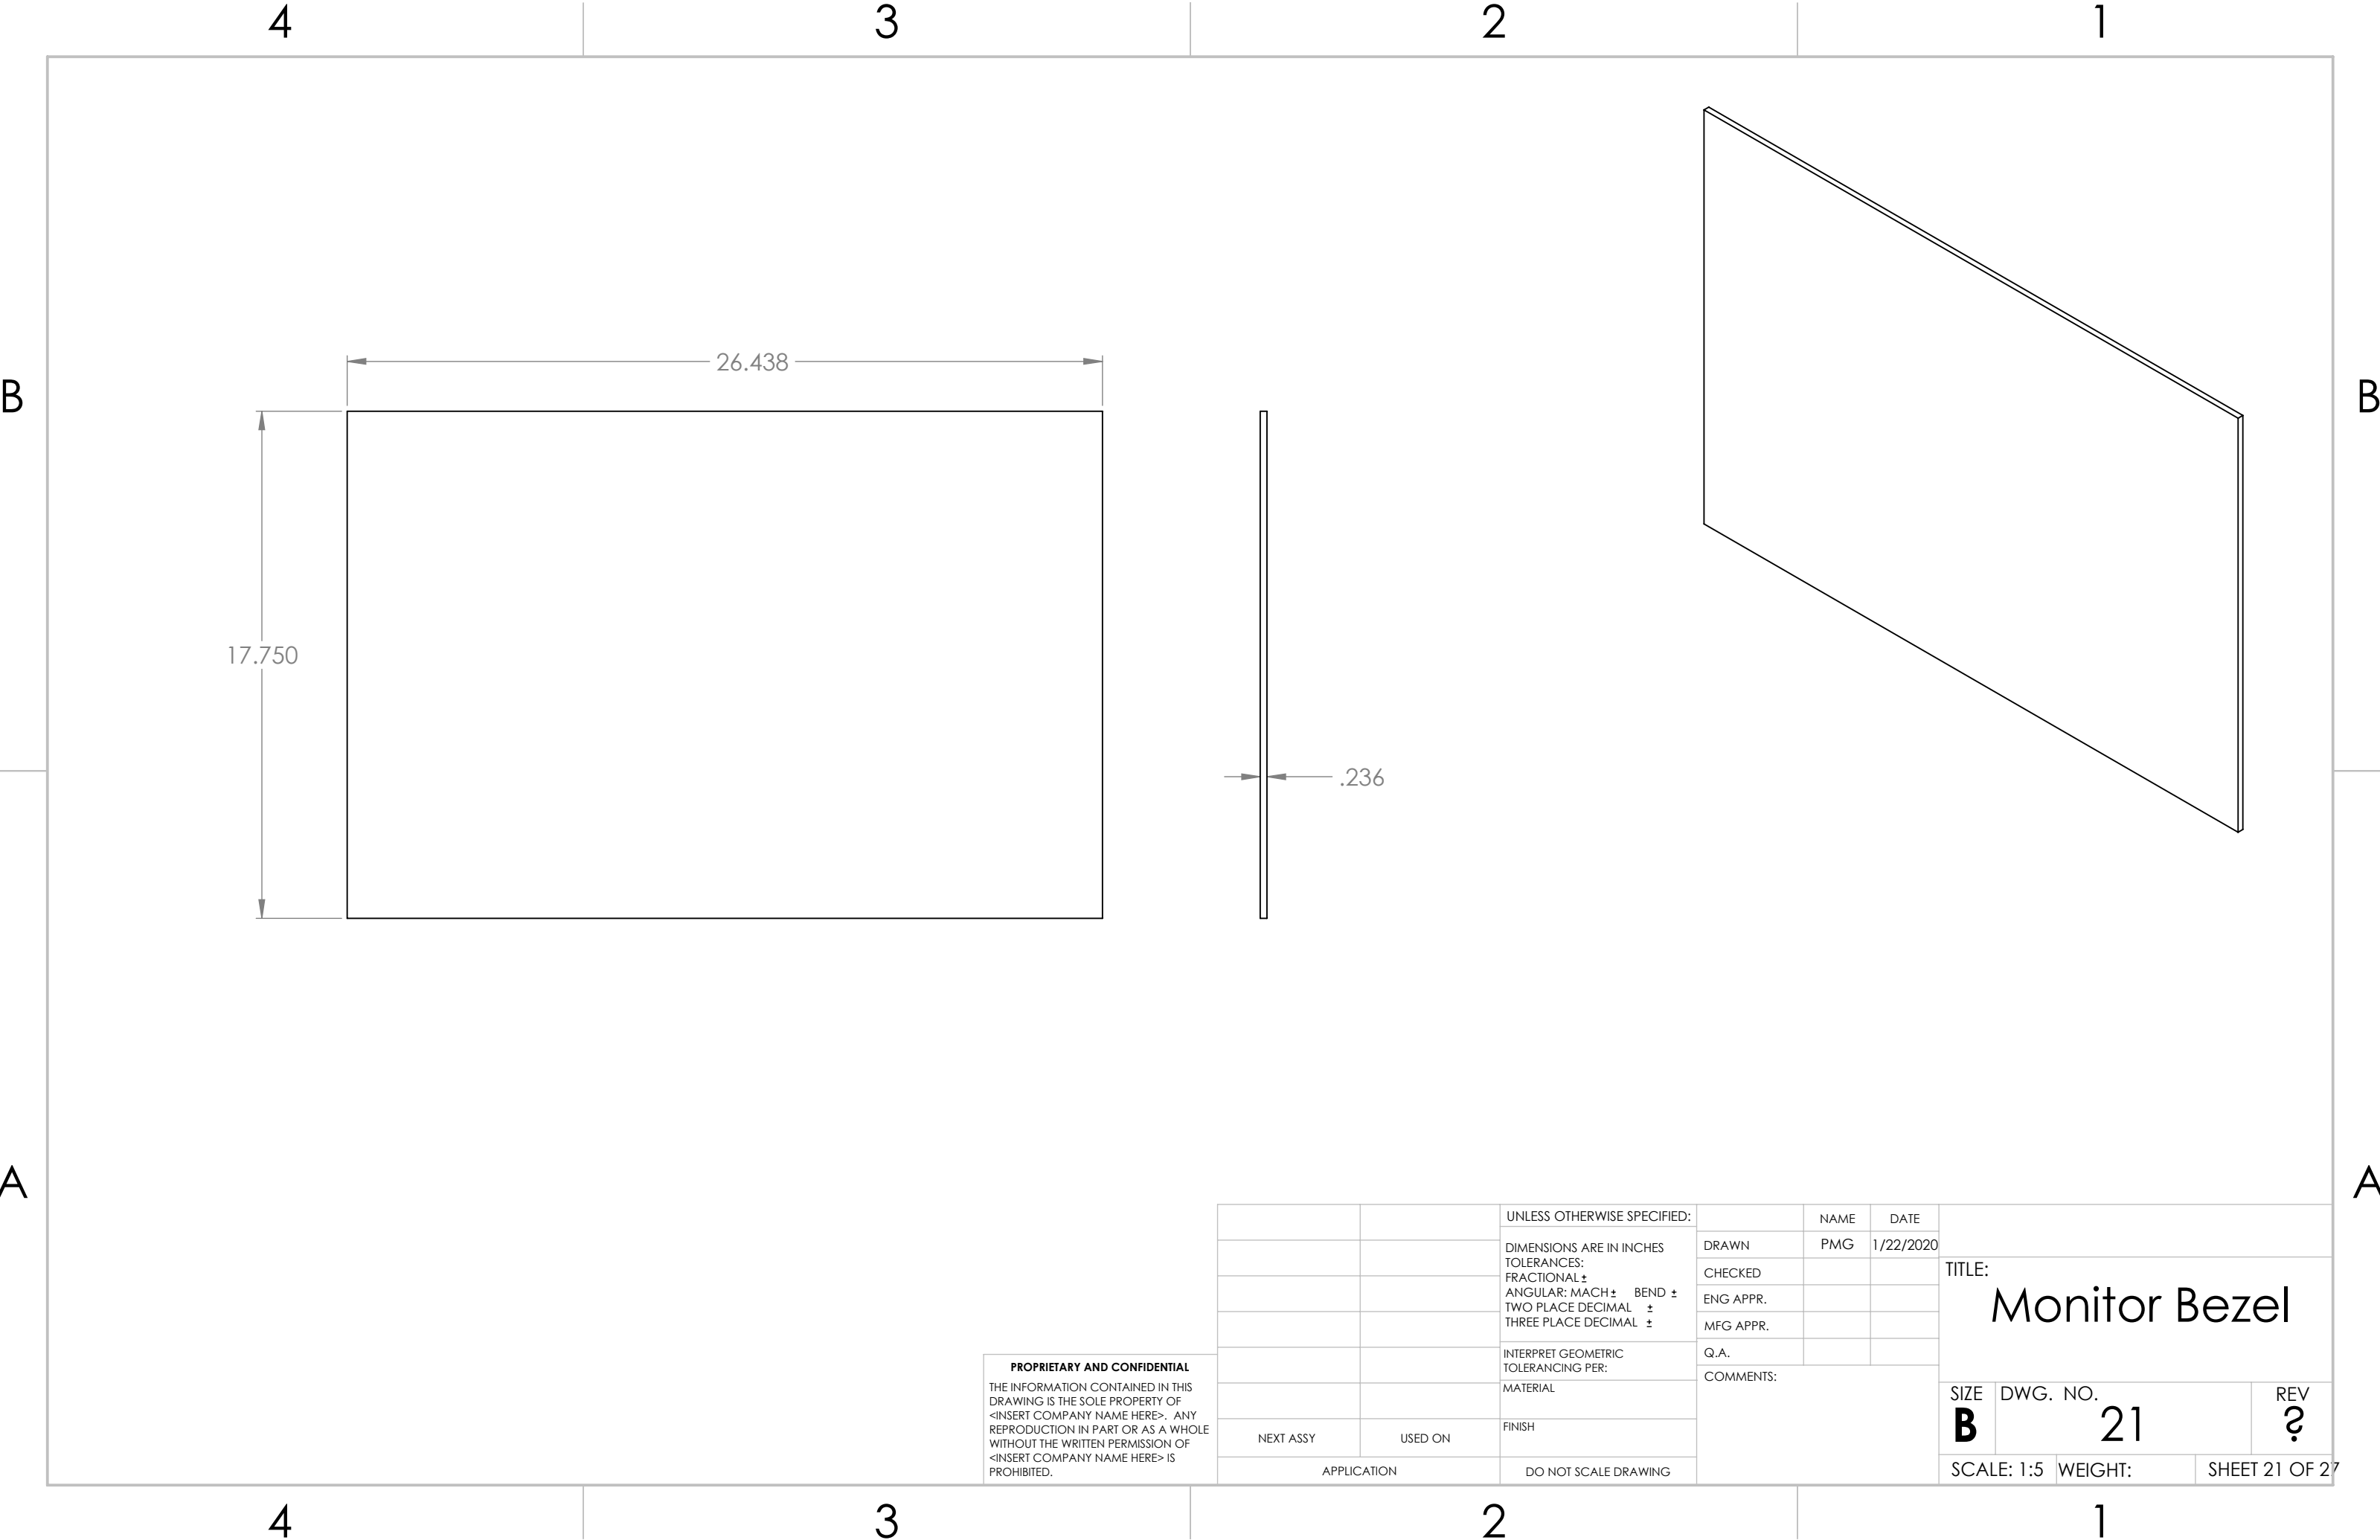 4 3 2 1
26.438
B B
17.750
.236
A A
UNLESS OTHERWISE SPECIFIED:
DIMENSIONS ARE IN INCHES
TOLERANCES:
FRACTIONAL ±
ANGULAR: MACH ± BEND ±
TWO PLACE DECIMAL ±
THREE PLACE DECIMAL ±
INTERPRET GEOMETRIC
TOLERANCING PER:
MATERIAL
FINISH
DO NOT SCALE DRAWING
NAME DATE
DRAWN PMG 1/22/2020
CHECKED
ENG APPR.
MFG APPR.
Q.A.
COMMENTS:
TITLE:
Monitor Bezel
SIZE DWG. NO. REV
B 21 ?
SCALE: 1:5 WEIGHT: SHEET 21 OF 27
PROPRIETARY AND CONFIDENTIAL
THE INFORMATION CONTAINED IN THIS
DRAWING IS THE SOLE PROPERTY OF
<INSERT COMPANY NAME HERE>. ANY
REPRODUCTION IN PART OR AS A WHOLE
WITHOUT THE WRITTEN PERMISSION OF
<INSERT COMPANY NAME HERE> IS
PROHIBITED.
NEXT ASSY USED ON
APPLICATION
4 3 2 1